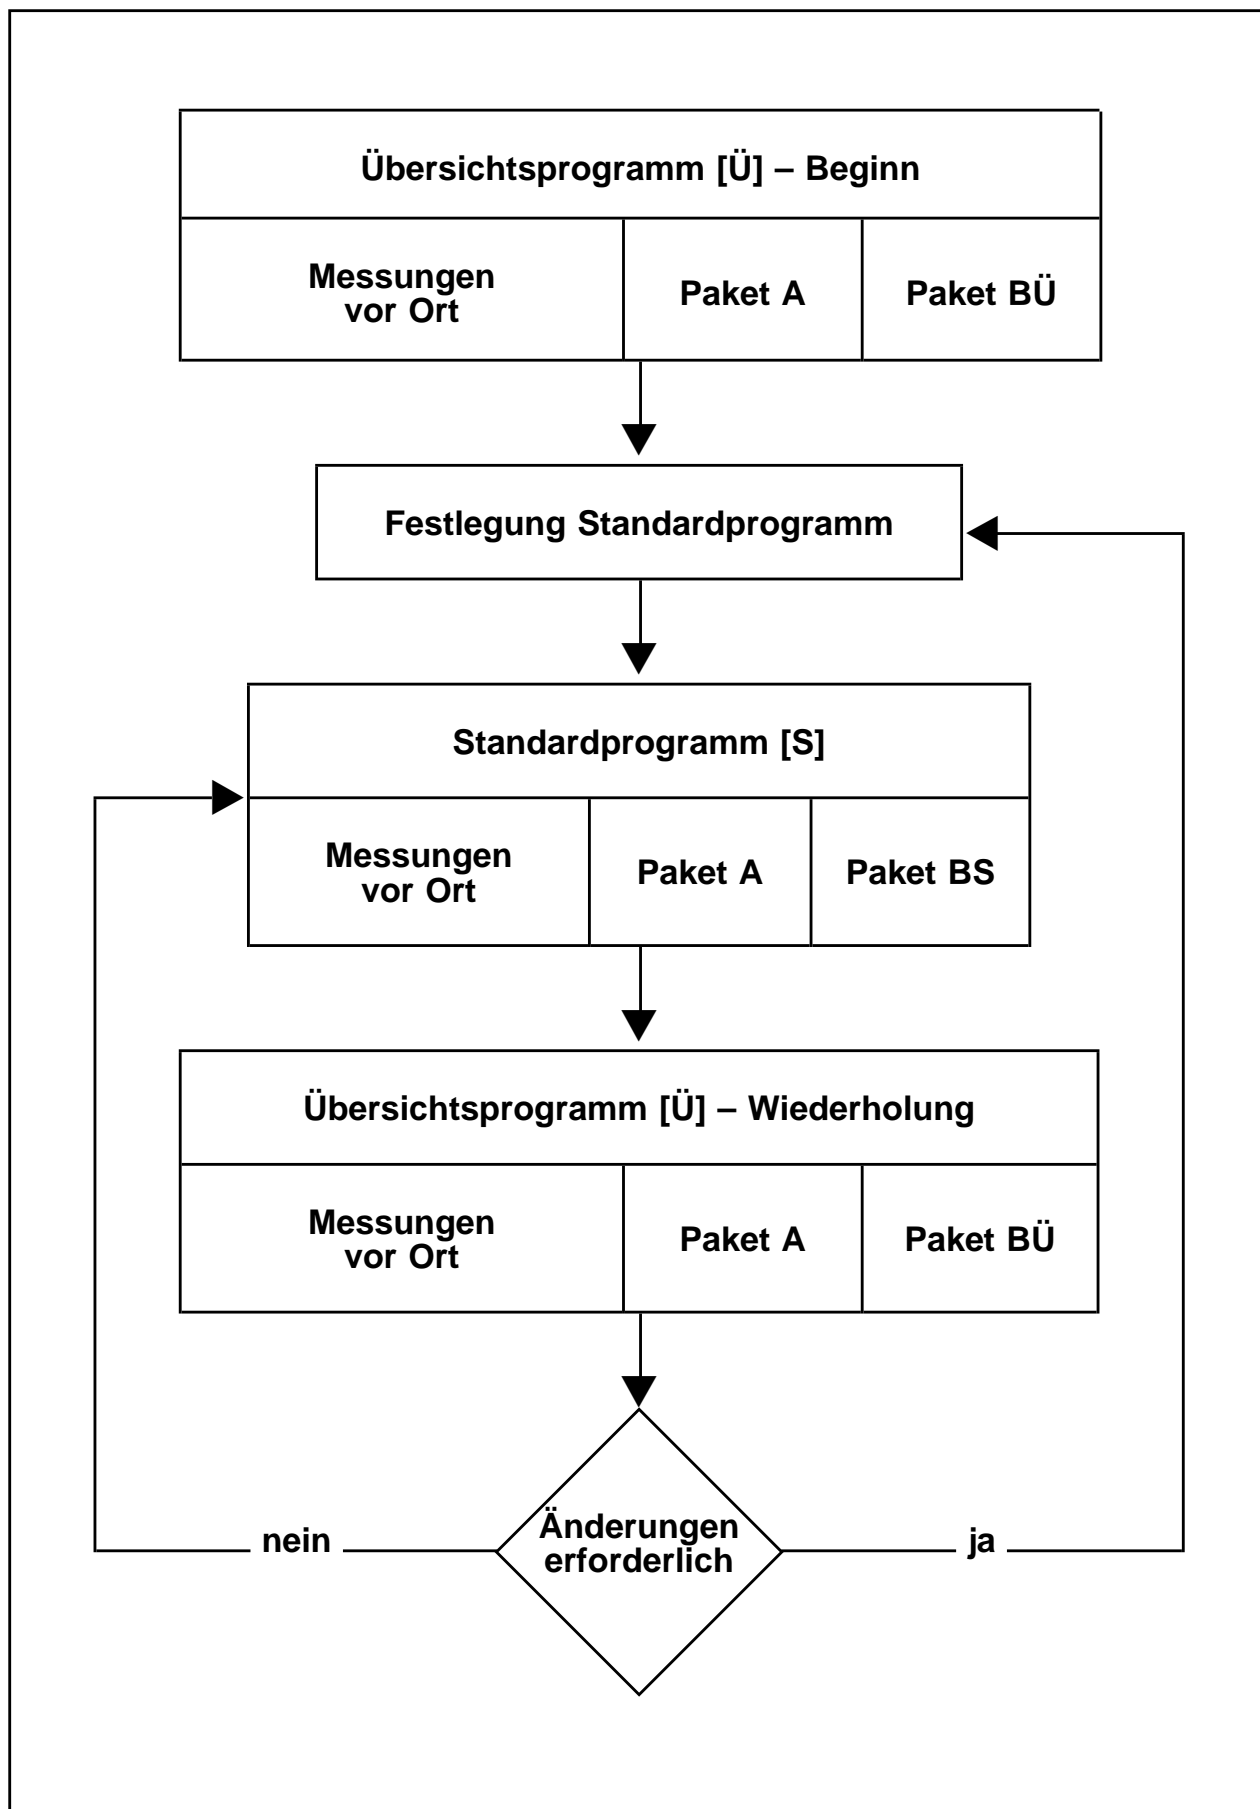 Übersichtsprogramm [Ü] – Beginn
Messungen
vor Ort
Paket A
Paket BÜ
Festlegung Standardprogramm
Standardprogramm [S]
Messungen
vor Ort
Paket A
Paket BS
Übersichtsprogramm [Ü] – Wiederholung
Messungen
vor Ort
Paket A
Paket BÜ
Änderungen
erforderlich
nein
ja